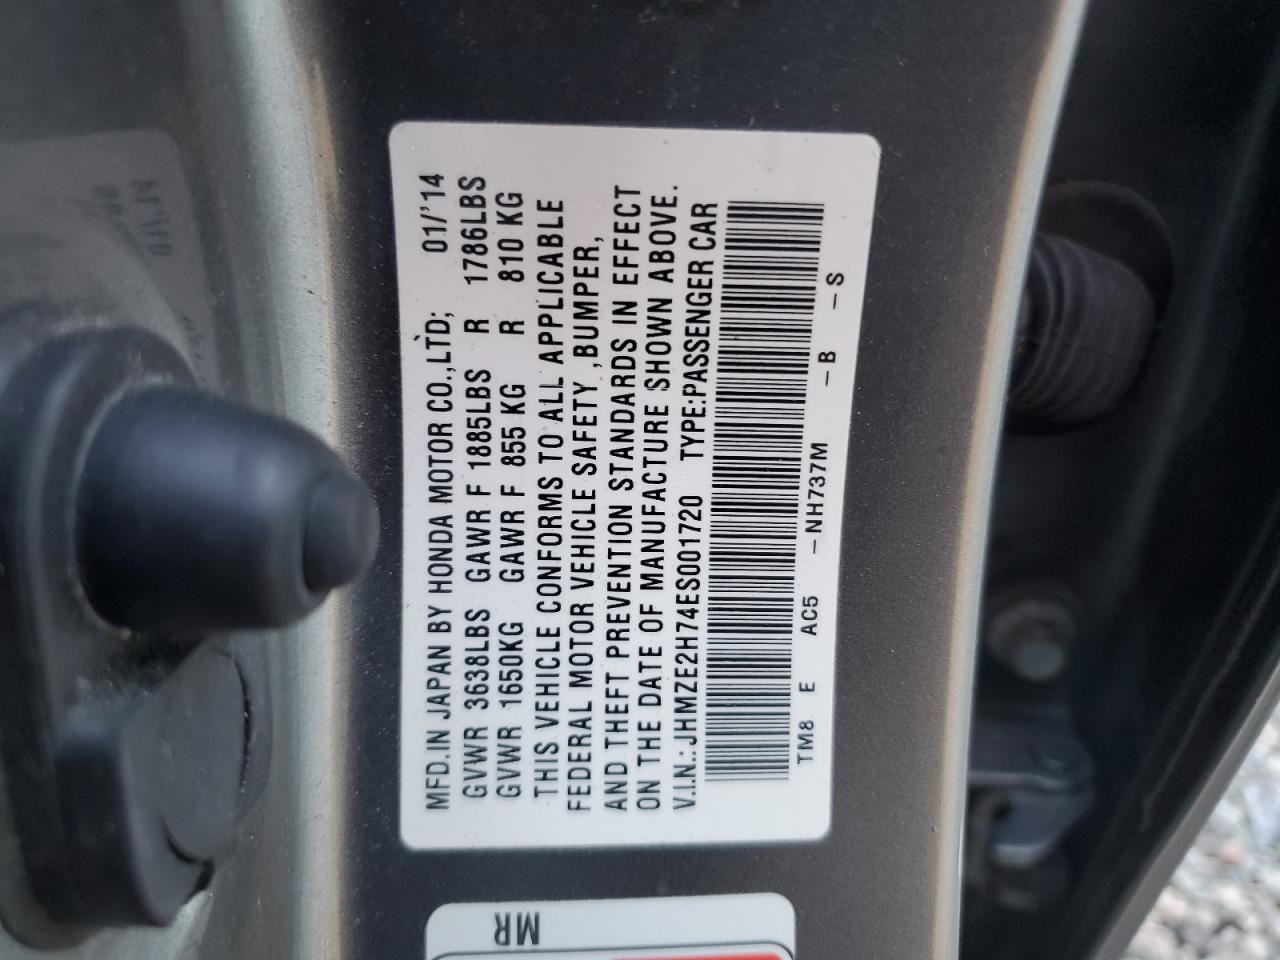 MFD. IN JAPAN BY HONDA MOTOR CO., LTD; 01/'14
GVWR 3638LBS GAWR F 1885LBS R 1786LBS
GVWR 1650KG GAWR F 855 KG R 810 KG
THIS VEHICLE CONFORMS TO ALL APPLICABLE
FEDERAL MOTOR VEHICLE SAFETY ,BUMPER,
AND THEFT PREVENTION STANDARDS IN EFFECT
ON THE DATE OF MANUFACTURE SHOWN ABOVE.
V.I.N.: JHMZE2H74ES001720 TYPE:PASSENGER CAR
TM8 E AC5 -NH737M -B -S
MR